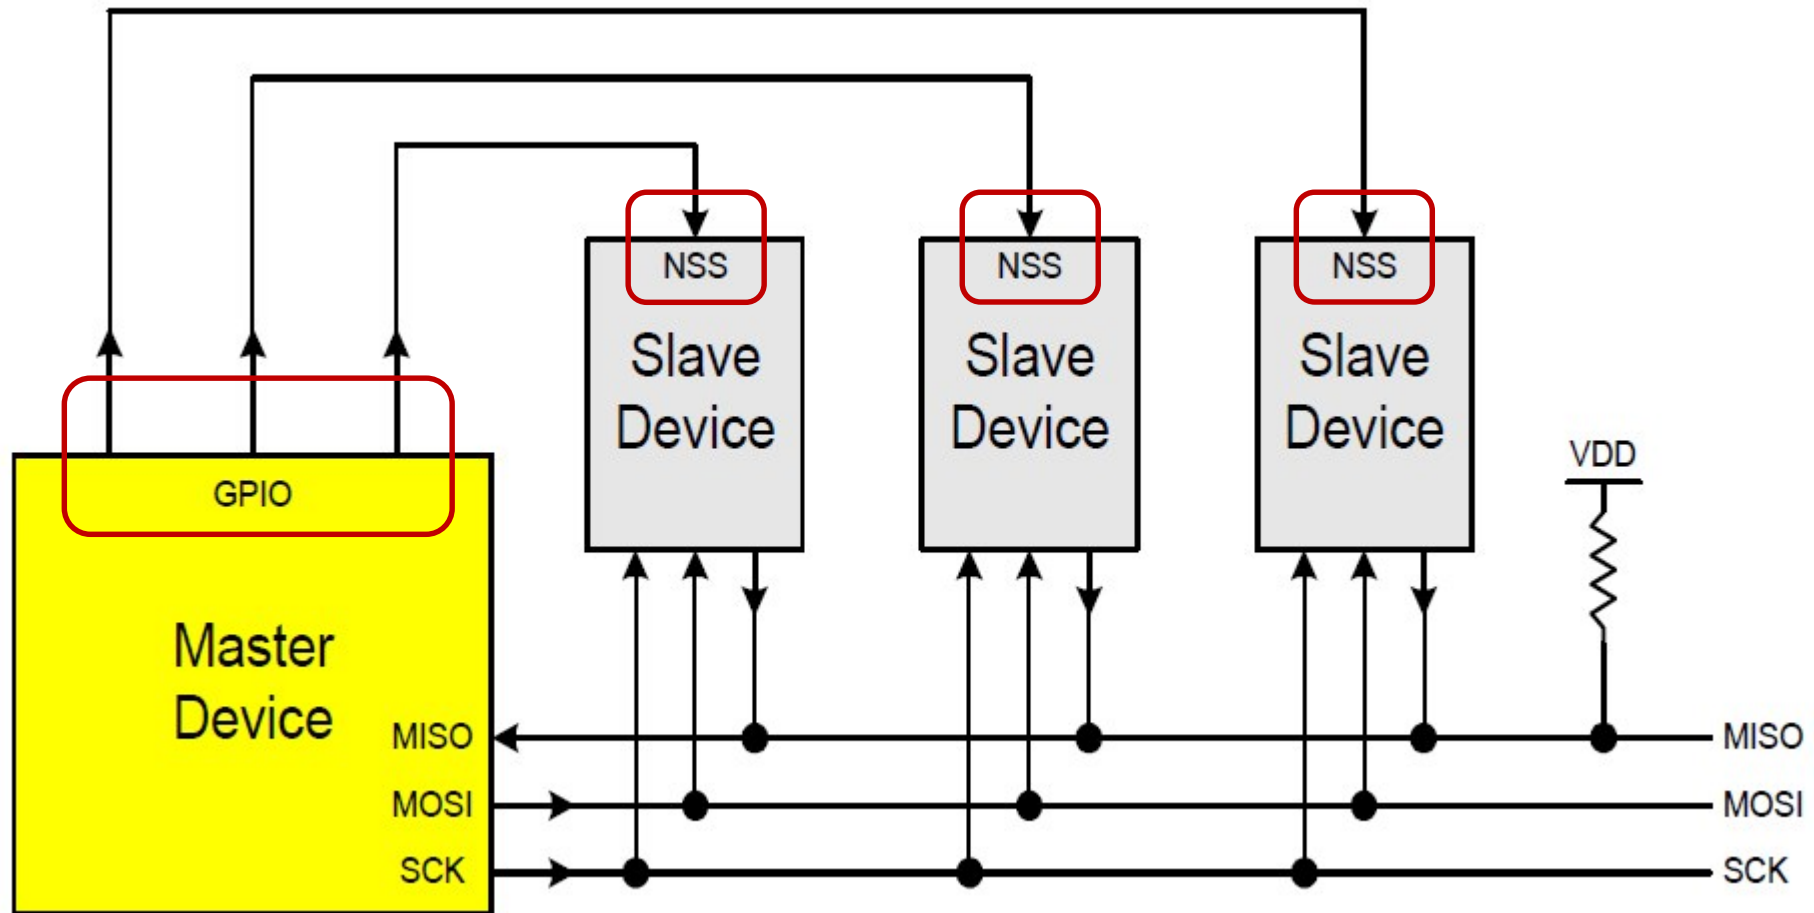 NSS
NSS
NSS
Slave
Device
Slave
Device
Slave
Device
VDD
GPIO
Master
Device
MISO
MISO
MOSI
MOSI
SCK
SCK